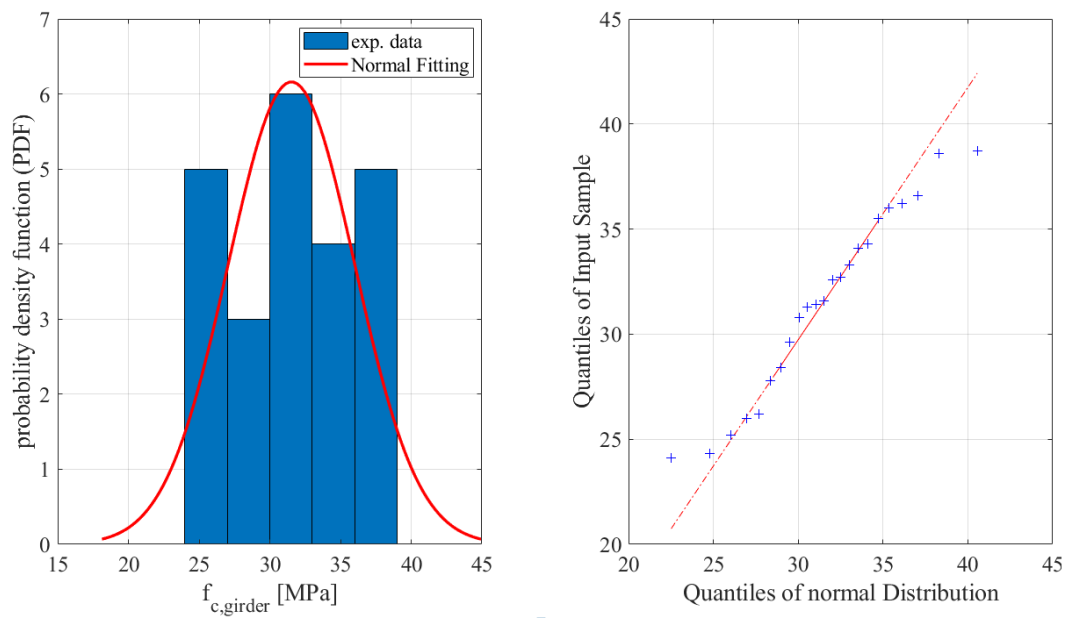 7
6
5
4
3
2
1
0
probability density function (PDF)
exp. data
Normal Fitting
15 20 25 30 35 40 45
f_c,girder [MPa]
45
40
35
30
25
20
Quantiles of Input Sample
20 25 30 35 40 45
Quantiles of normal Distribution